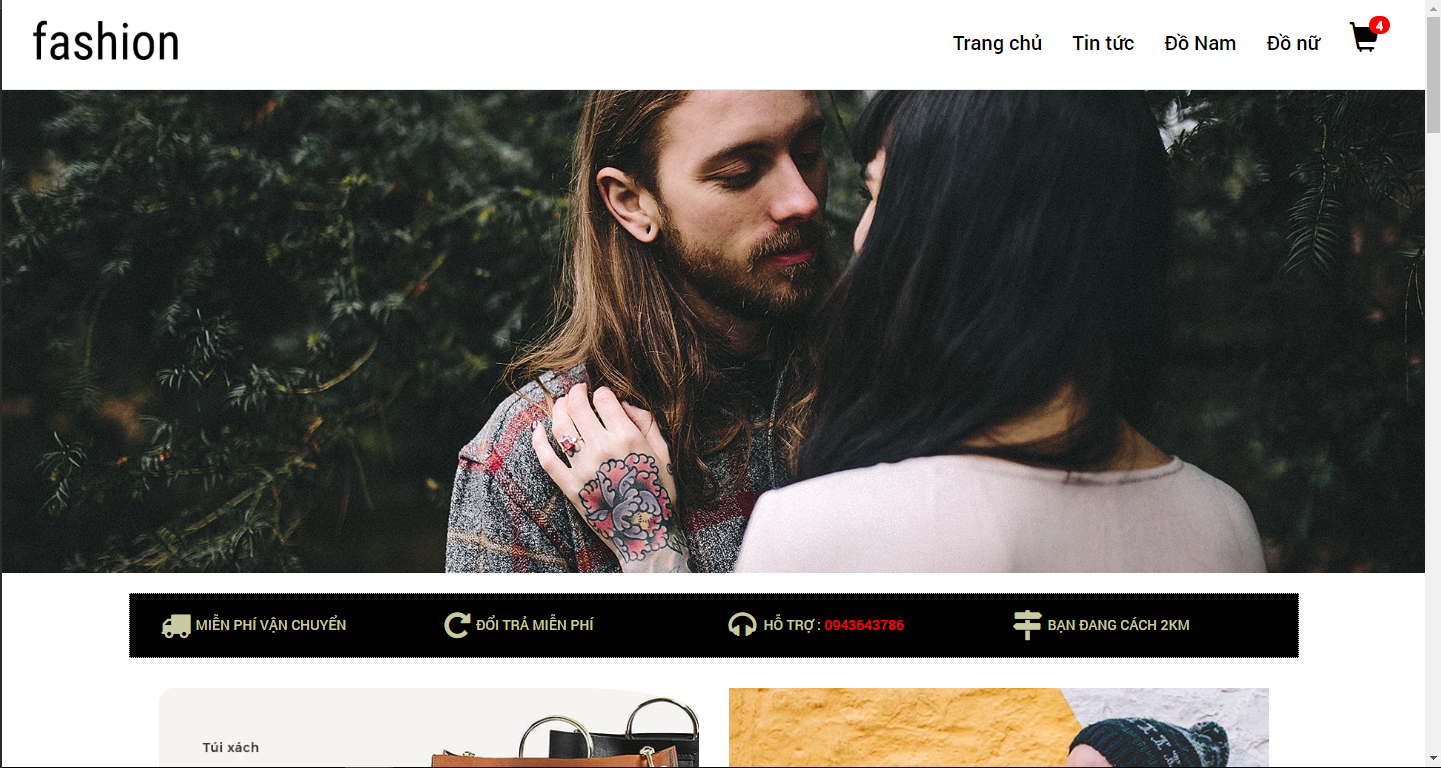 fashion
Trang chủ Tin tức Đồ Nam Đồ nữ 4
MIỄN PHÍ VẬN CHUYỂN ĐỔI TRẢ MIỄN PHÍ HỖ TRỢ : 0943643786 BẠN ĐANG CÁCH 2KM
Túi xách